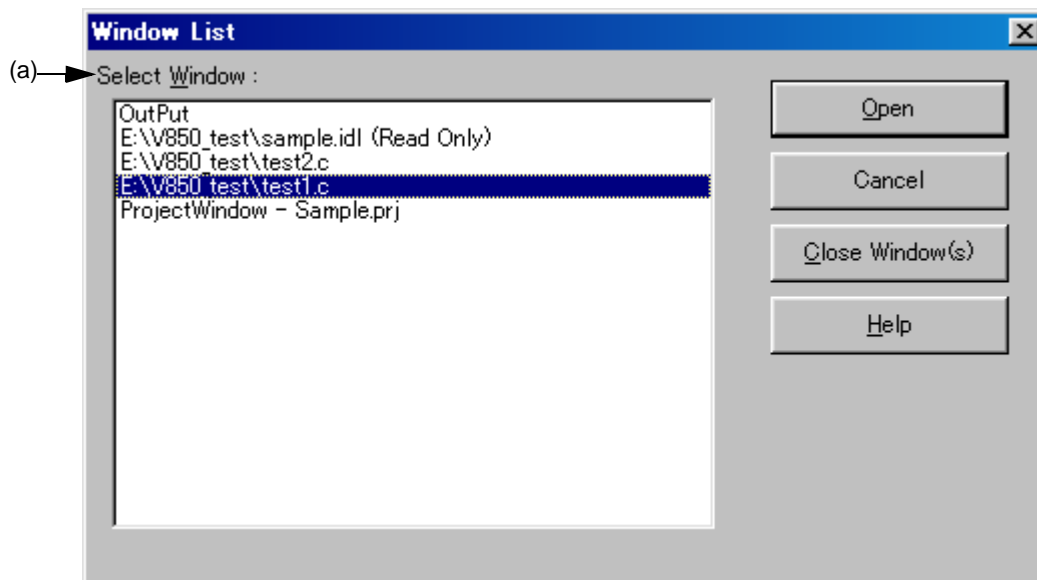 Window List
(a)
Select Window :
OutPut
E:\V850_test\sample.idl (Read Only)
E:\V850_test\test2.c
E:\V850_test\test1.c
ProjectWindow - Sample.prj
Open
Cancel
Close Window(s)
Help